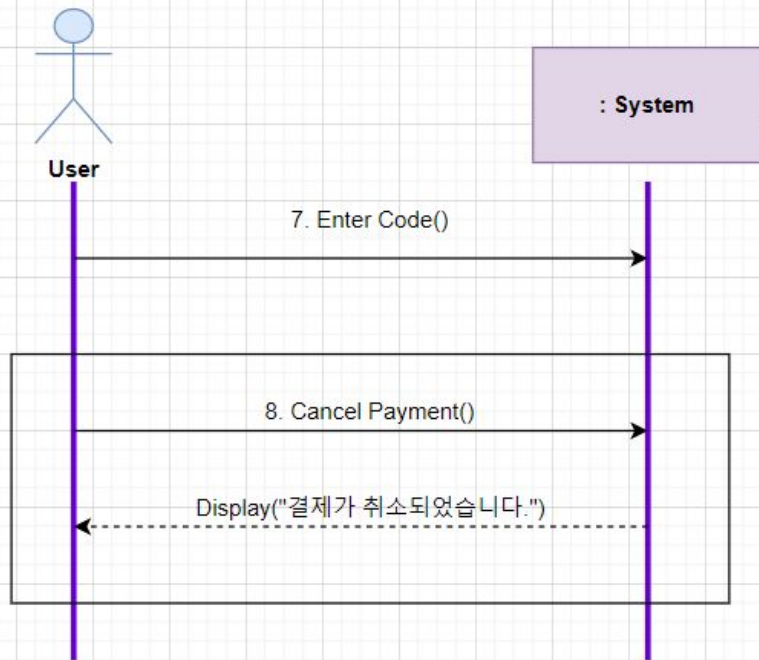 User
: System
7. Enter Code()
8. Cancel Payment()
Display("결제가 취소되었습니다.")